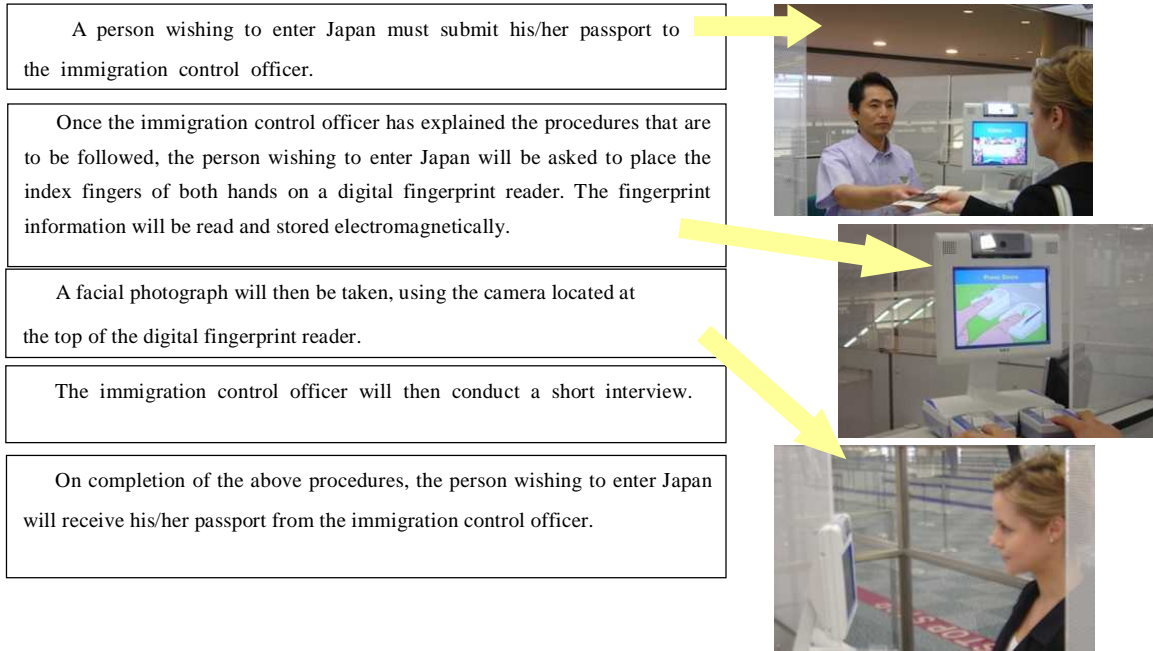 A person wishing to enter Japan must submit his/her passport to
the immigration control officer.
Once the immigration control officer has explained the procedures that are
to be followed, the person wishing to enter Japan will be asked to place the
index fingers of both hands on a digital fingerprint reader. The fingerprint
information will be read and stored electromagnetically.
A facial photograph will then be taken, using the camera located at
the top of the digital fingerprint reader.
The immigration control officer will then conduct a short interview.
On completion of the above procedures, the person wishing to enter Japan
will receive his/her passport from the immigration control officer.
Welcome
Press Down
STOP